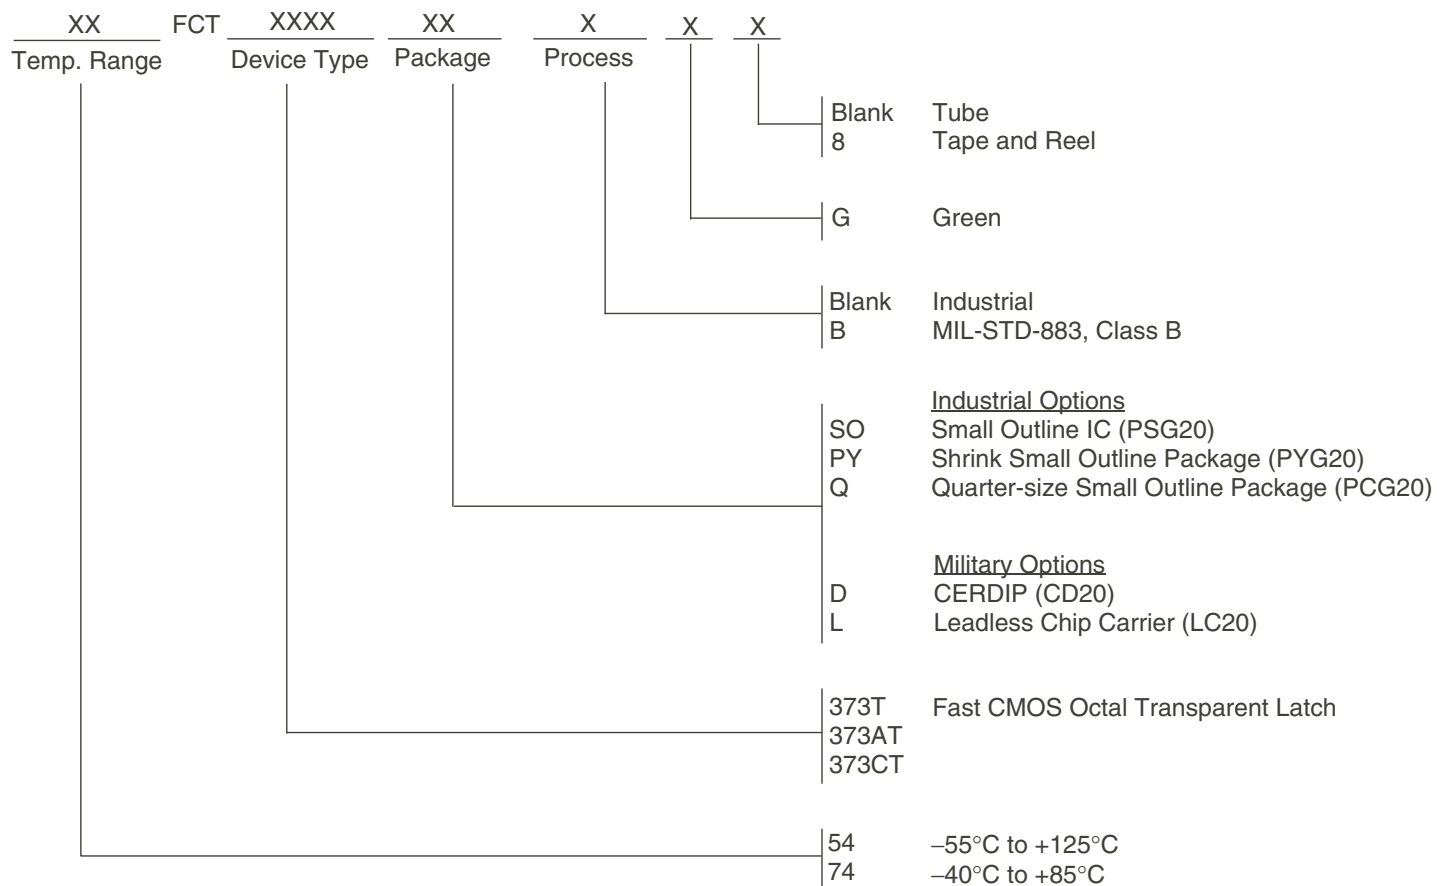 XX FCT XXXX XX X X X
Temp. Range Device Type Package Process
Blank Tube
8 Tape and Reel
G Green
Blank Industrial
B MIL-STD-883, Class B
Industrial Options
SO Small Outline IC (PSG20)
PY Shrink Small Outline Package (PYG20)
Q Quarter-size Small Outline Package (PCG20)
Military Options
D CERDIP (CD20)
L Leadless Chip Carrier (LC20)
373T Fast CMOS Octal Transparent Latch
373AT
373CT
54 –55°C to +125°C
74 –40°C to +85°C